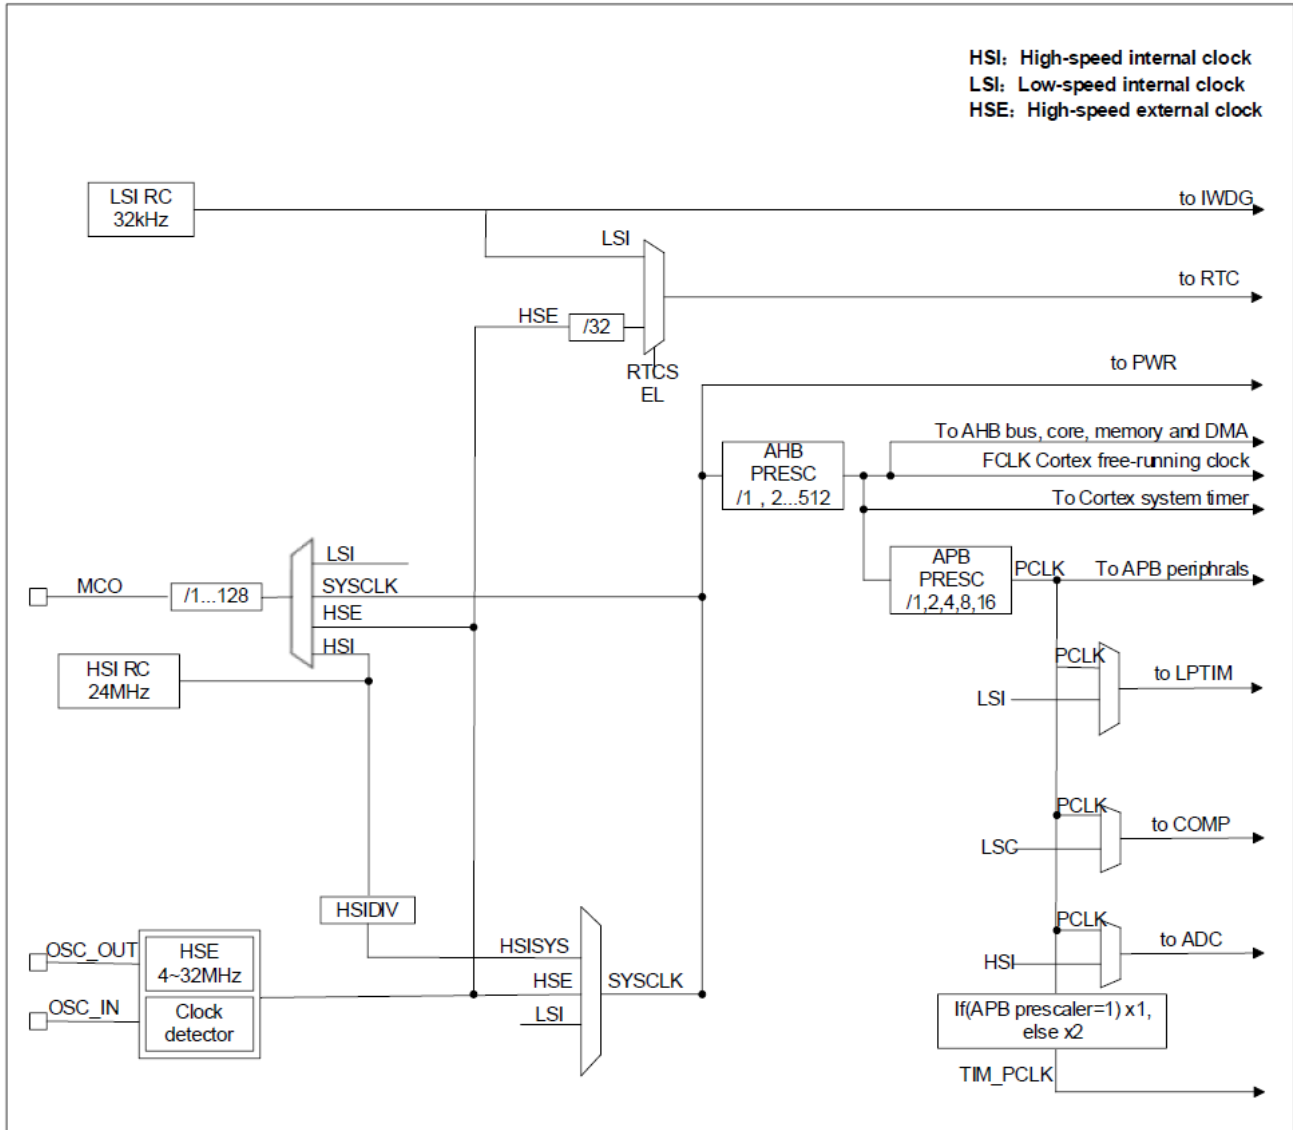 HSI: High-speed internal clock
LSI: Low-speed internal clock
HSE: High-speed external clock
LSI RC
32kHz
to IWDG
LSI
to RTC
HSE
/32
RTCS
EL
to PWR
To AHB bus, core, memory and DMA
AHB
PRESC
/1 , 2...512
FCLK Cortex free-running clock
To Cortex system timer
APB
PRESC
/1,2,4,8,16
PCLK
To APB periphrals
LSI
MCO
/1...128
SYSCLK
HSE
HSI
HSI RC
24MHz
PCLK
to LPTIM
LSI
PCLK
to COMP
LSC
HSIDIV
PCLK
to ADC
HSI
OSC_OUT
HSE
4~32MHz
OSC_IN
Clock
detector
HSISYS
HSE
SYSCLK
LSI
If(APB prescaler=1) x1,
else x2
TIM_PCLK